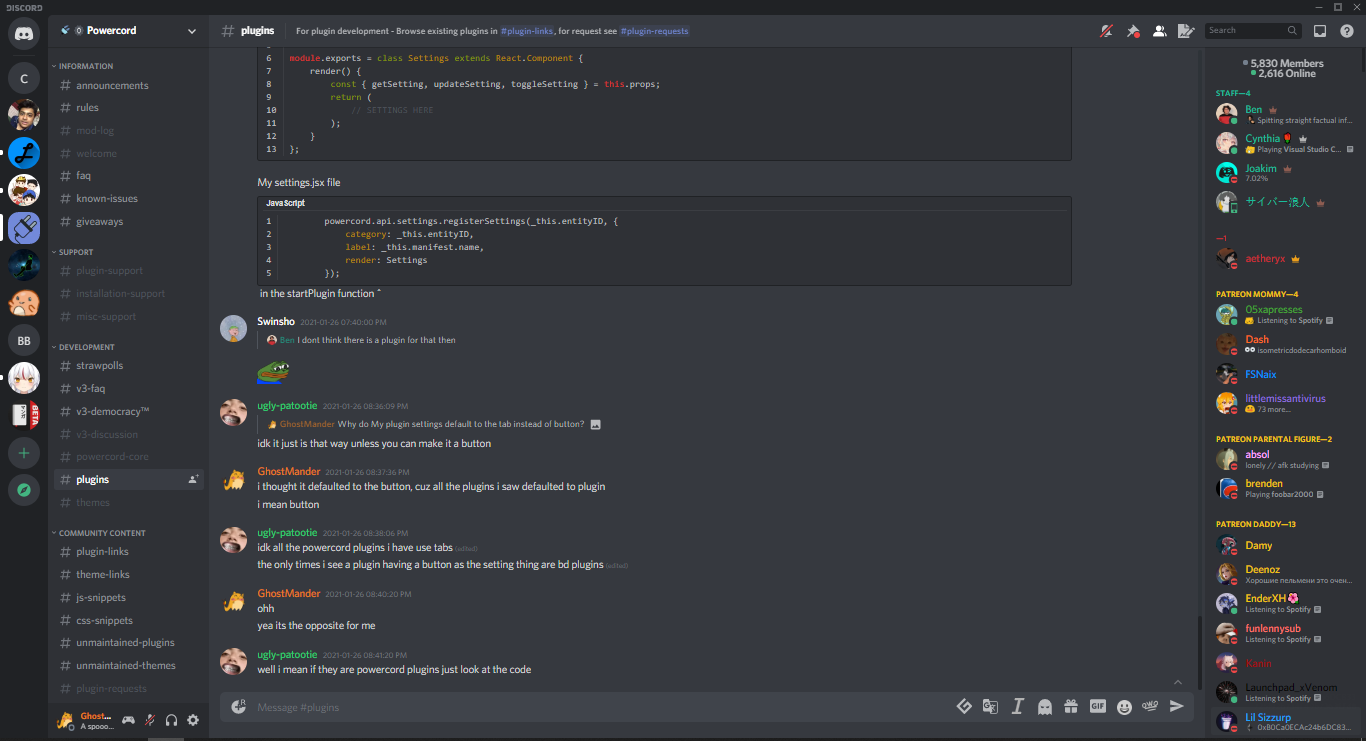 DISCORD
Powercord
plugins
For plugin development - Browse existing plugins in #plugin-links, for request see #plugin-requests
Search
C
BB
BETA
INFORMATION
announcements
rules
mod-log
welcome
faq
known-issues
giveaways
SUPPORT
plugin-support
installation-support
misc-support
DEVELOPMENT
strawpolls
v3-faq
v3-democracy™
v3-discussion
powercord-core
plugins
themes
COMMUNITY CONTENT
plugin-links
theme-links
js-snippets
css-snippets
unmaintained-plugins
unmaintained-themes
plugin-requests
Ghost...
A spooo...
6 module.exports = class Settings extends React.Component {
7 render() {
8 const { getSetting, updateSetting, toggleSetting } = this.props;
9 return (
10 // SETTINGS HERE
11 );
12 }
13 };
My settings.jsx file
JavaScript
1 powercord.api.settings.registerSettings(_this.entityID, {
2 category: _this.entityID,
3 label: _this.manifest.name,
4 render: Settings
5 });
in the startPlugin function ^
Swinsho 2021-01-26 07:40:00 PM
Ben I dont think there is a plugin for that then
ugly-patootie 2021-01-26 08:36:09 PM
GhostMander Why do My plugin settings default to the tab instead of button?
idk it just is that way unless you can make it a button
GhostMander 2021-01-26 08:37:36 PM
i thought it defaulted to the button, cuz all the plugins i saw defaulted to plugin
i mean button
ugly-patootie 2021-01-26 08:38:06 PM
idk all the powercord plugins i have use tabs (edited)
the only times i see a plugin having a button as the setting thing are bd plugins (edited)
GhostMander 2021-01-26 08:40:20 PM
ohh
yea its the opposite for me
ugly-patootie 2021-01-26 08:41:20 PM
well i mean if they are powercord plugins just look at the code
Message #plugins
GIF
5,830 Members
2,616 Online
STAFF—4
Ben
Spitting straight factual inf...
Cynthia
Playing Visual Studio C...
Joakim
7.02%
サイバー浪人
—1
aetheryx
PATREON MOMMY—4
05xapresses
Listening to Spotify
Dash
isometricdodecarhomboid
FSNaix
littlemissantivirus
73 more...
PATREON PARENTAL FIGURE—2
absol
lonely // afk studying
brenden
Playing foobar2000
PATREON DADDY—13
Damy
Deenoz
Хорошие пельмени это очен...
EnderXH
Listening to Spotify
funlennysub
Listening to Spotify
Kanin
Launchpad_xVenom
Listening to Spotify
Lil Sizzurp
0xB0Ca0ECAc24b6DC83...